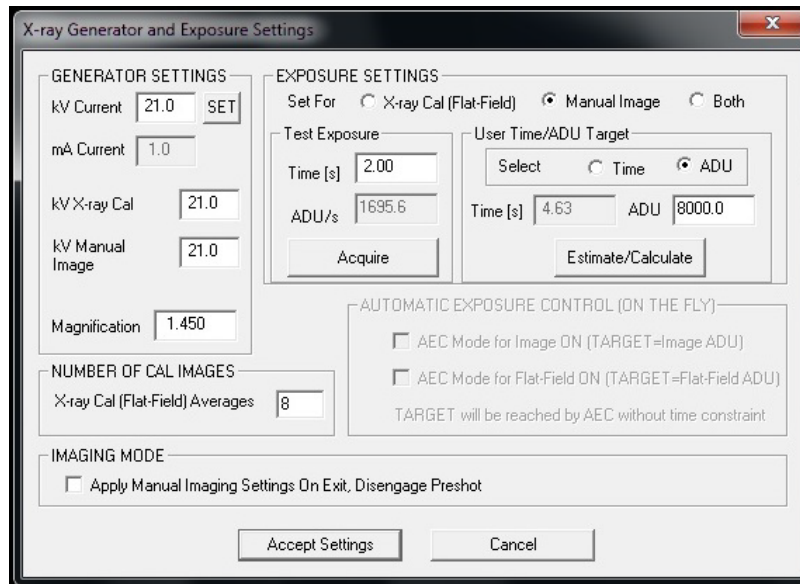 X-ray Generator and Exposure Settings
GENERATOR SETTINGS
kV Current 21.0 SET
mA Current 1.0
kV X-ray Cal 21.0
kV Manual Image 21.0
Magnification 1.450
EXPOSURE SETTINGS
Set For X-ray Cal (Flat-Field) Manual Image Both
Test Exposure
Time [s] 2.00
ADU/s 1695.6
Acquire
User Time/ADU Target
Select Time ADU
Time [s] 4.63 ADU 8000.0
Estimate/Calculate
AUTOMATIC EXPOSURE CONTROL (ON THE FLY)
AEC Mode for Image ON (TARGET=Image ADU)
AEC Mode for Flat-Field ON (TARGET=Flat-Field ADU)
TARGET will be reached by AEC without time constraint
NUMBER OF CAL IMAGES
X-ray Cal (Flat-Field) Averages 8
IMAGING MODE
Apply Manual Imaging Settings On Exit, Disengage Preshot
Accept Settings Cancel